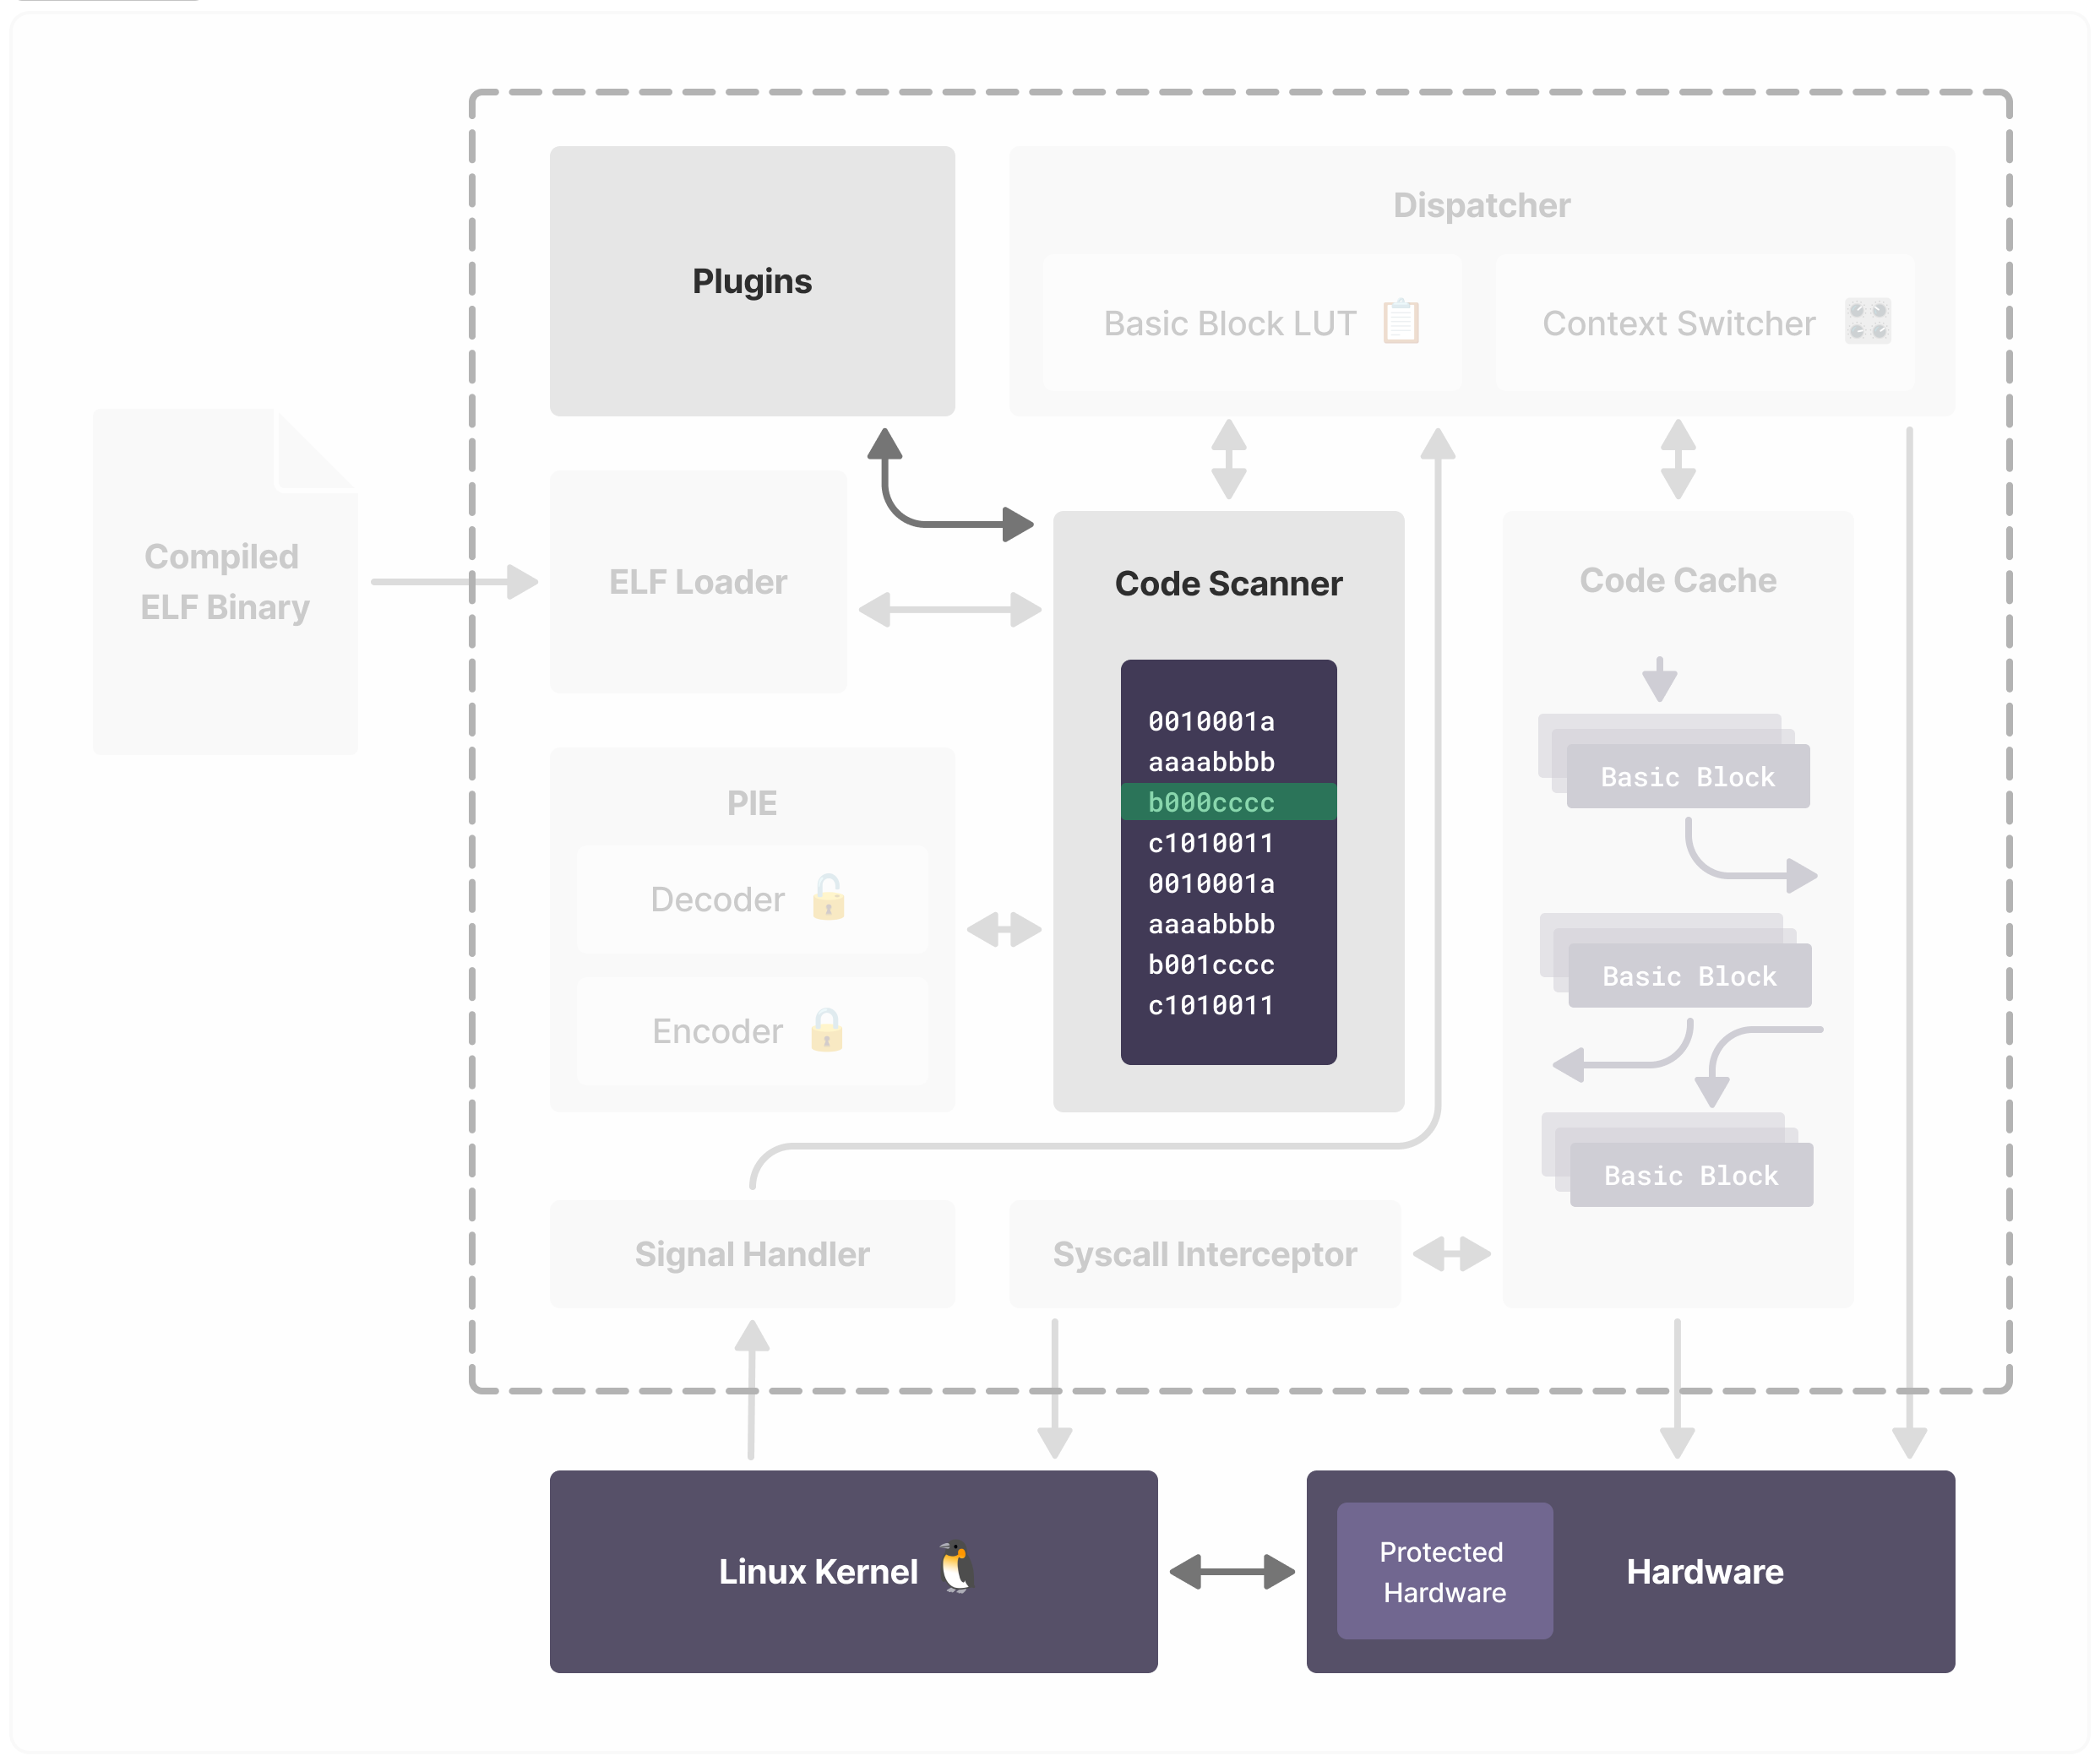 Plugins
Dispatcher
Basic Block LUT
Context Switcher
Compiled
ELF Binary
ELF Loader
Code Scanner
0010001a
aaaabbbb
b000cccc
c1010011
0010001a
aaaabbbb
b001cccc
c1010011
Code Cache
Basic Block
Basic Block
Basic Block
PIE
Decoder
Encoder
Signal Handler
Syscall Interceptor
Linux Kernel
Protected
Hardware
Hardware